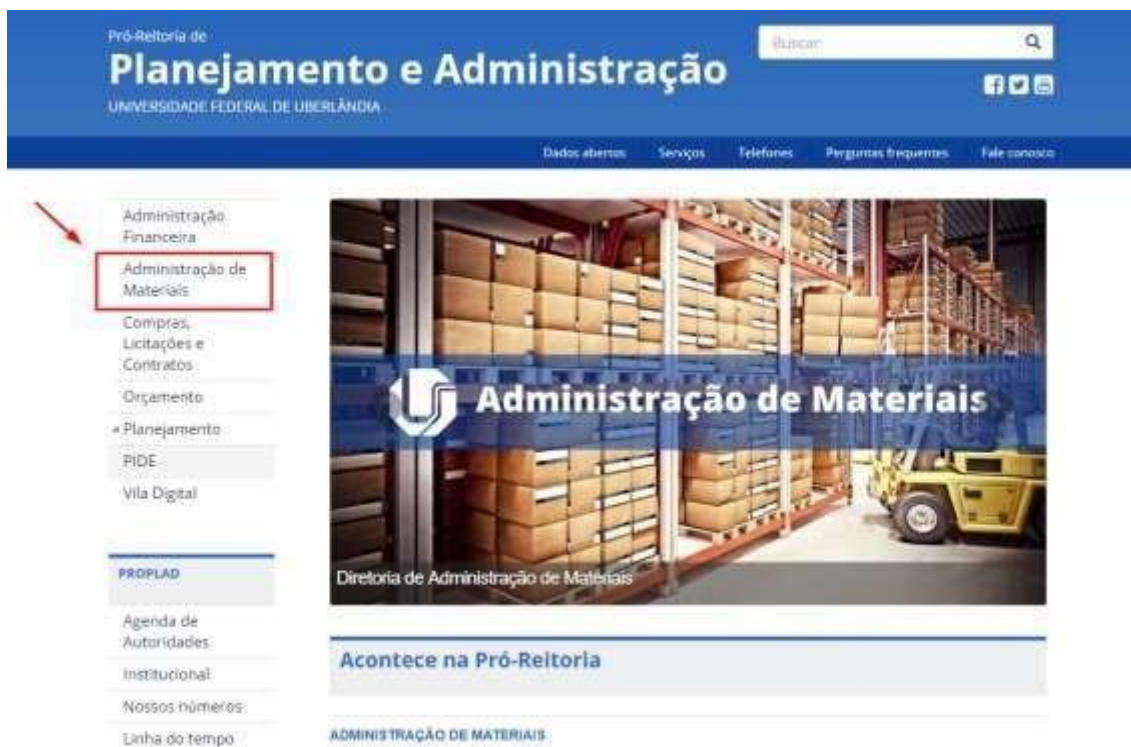 Pró-Reitoria de
Planejamento e Administração
UNIVERSIDADE FEDERAL DE UBERLÂNDIA
Buscar
Dados abertos Serviços Telefones Perguntas frequentes Fale conosco
Administração
Financeira
Administração de
Materiais
Compras,
Licitações e
Contratos
Orçamento
Planejamento
PIDE
Vila Digital
PROPLAD
Agenda de
Autoridades
Institucional
Nossos números
Linha do tempo
Administração de Materiais
Diretoria de Administração de Materiais
Acontece na Pró-Reitoria
ADMINISTRAÇÃO DE MATERIAIS